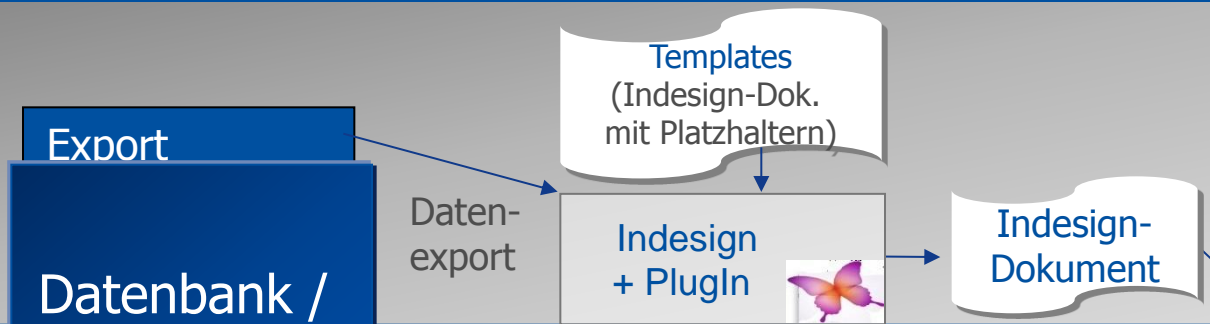 Templates
(Indesign-Dok.
mit Platzhaltern)
Export
Daten-
export
Indesign
+ PlugIn
Indesign-
Dokument
Datenbank /